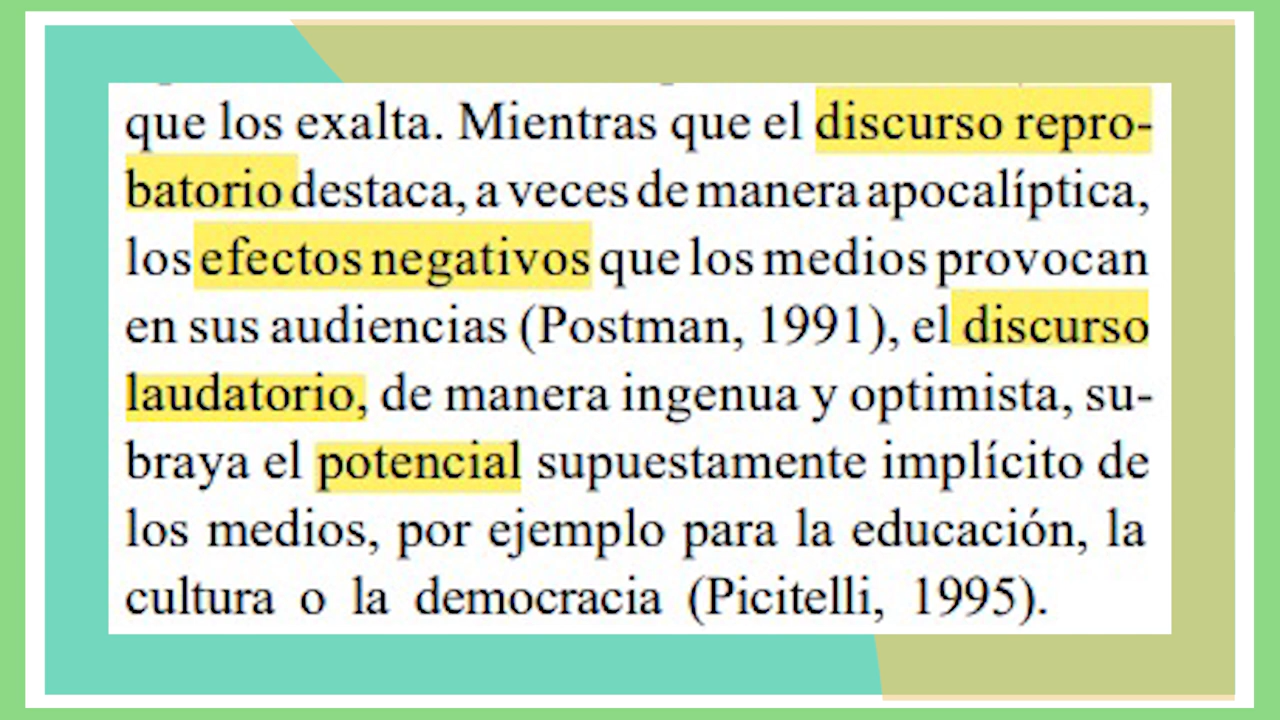 que los exalta. Mientras que el discurso repro-
batorio destaca, a veces de manera apocalíptica,
los efectos negativos que los medios provocan
en sus audiencias (Postman, 1991), el discurso
laudatorio, de manera ingenua y optimista, su-
braya el potencial supuestamente implícito de
los medios, por ejemplo para la educación, la
cultura o la democracia (Picitelli, 1995).